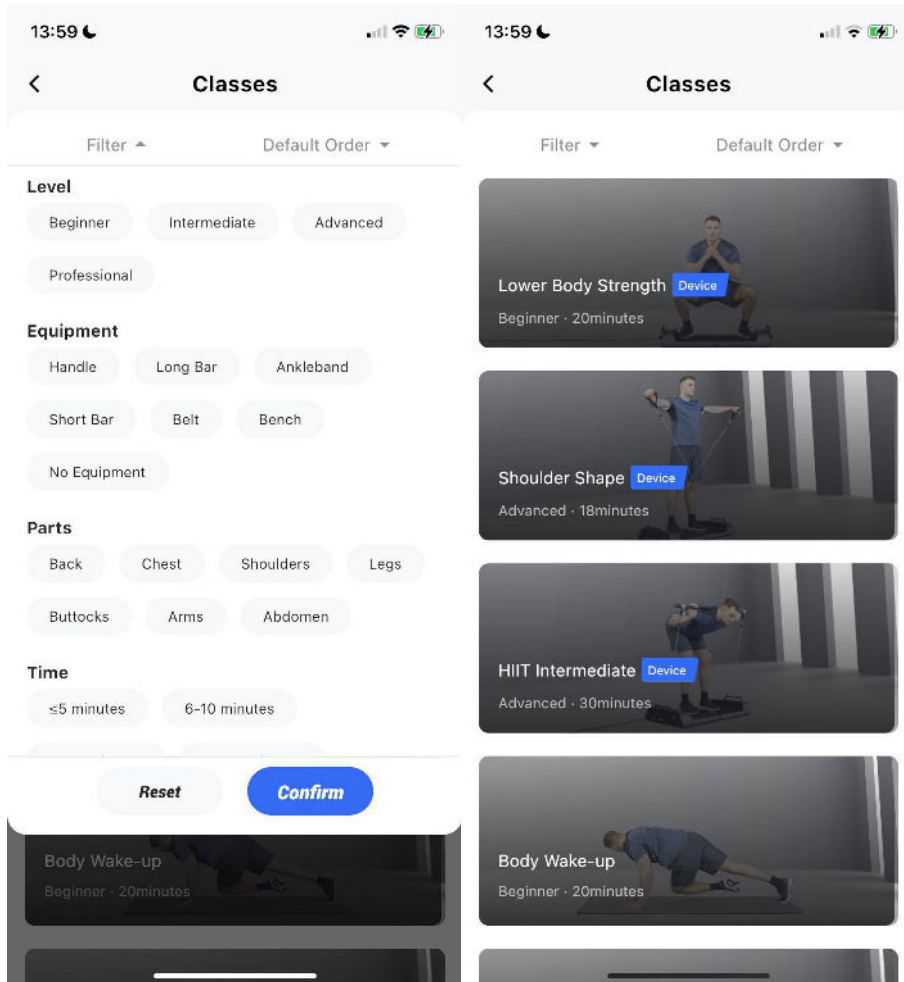 13:59
Classes
Filter Default Order
Level
Beginner Intermediate Advanced
Professional
Equipment
Handle Long Bar Ankleband
Short Bar Belt Bench
No Equipment
Parts
Back Chest Shoulders Legs
Buttocks Arms Abdomen
Time
≤5 minutes 6-10 minutes
Reset Confirm
Body Wake-up
Beginner · 20minutes
13:59
Classes
Filter Default Order
Lower Body Strength Device
Beginner · 20minutes
Shoulder Shape Device
Advanced · 18minutes
HIIT Intermediate Device
Advanced · 30minutes
Body Wake-up
Beginner · 20minutes